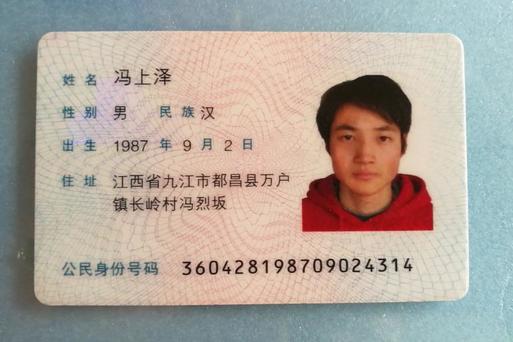 姓名 冯上泽
性别 男 民族 汉
出生 1987 年 9 月 2 日
住址 江西省九江市都昌县万户
镇长岭村冯烈坂
公民身份号码 360428198709024314